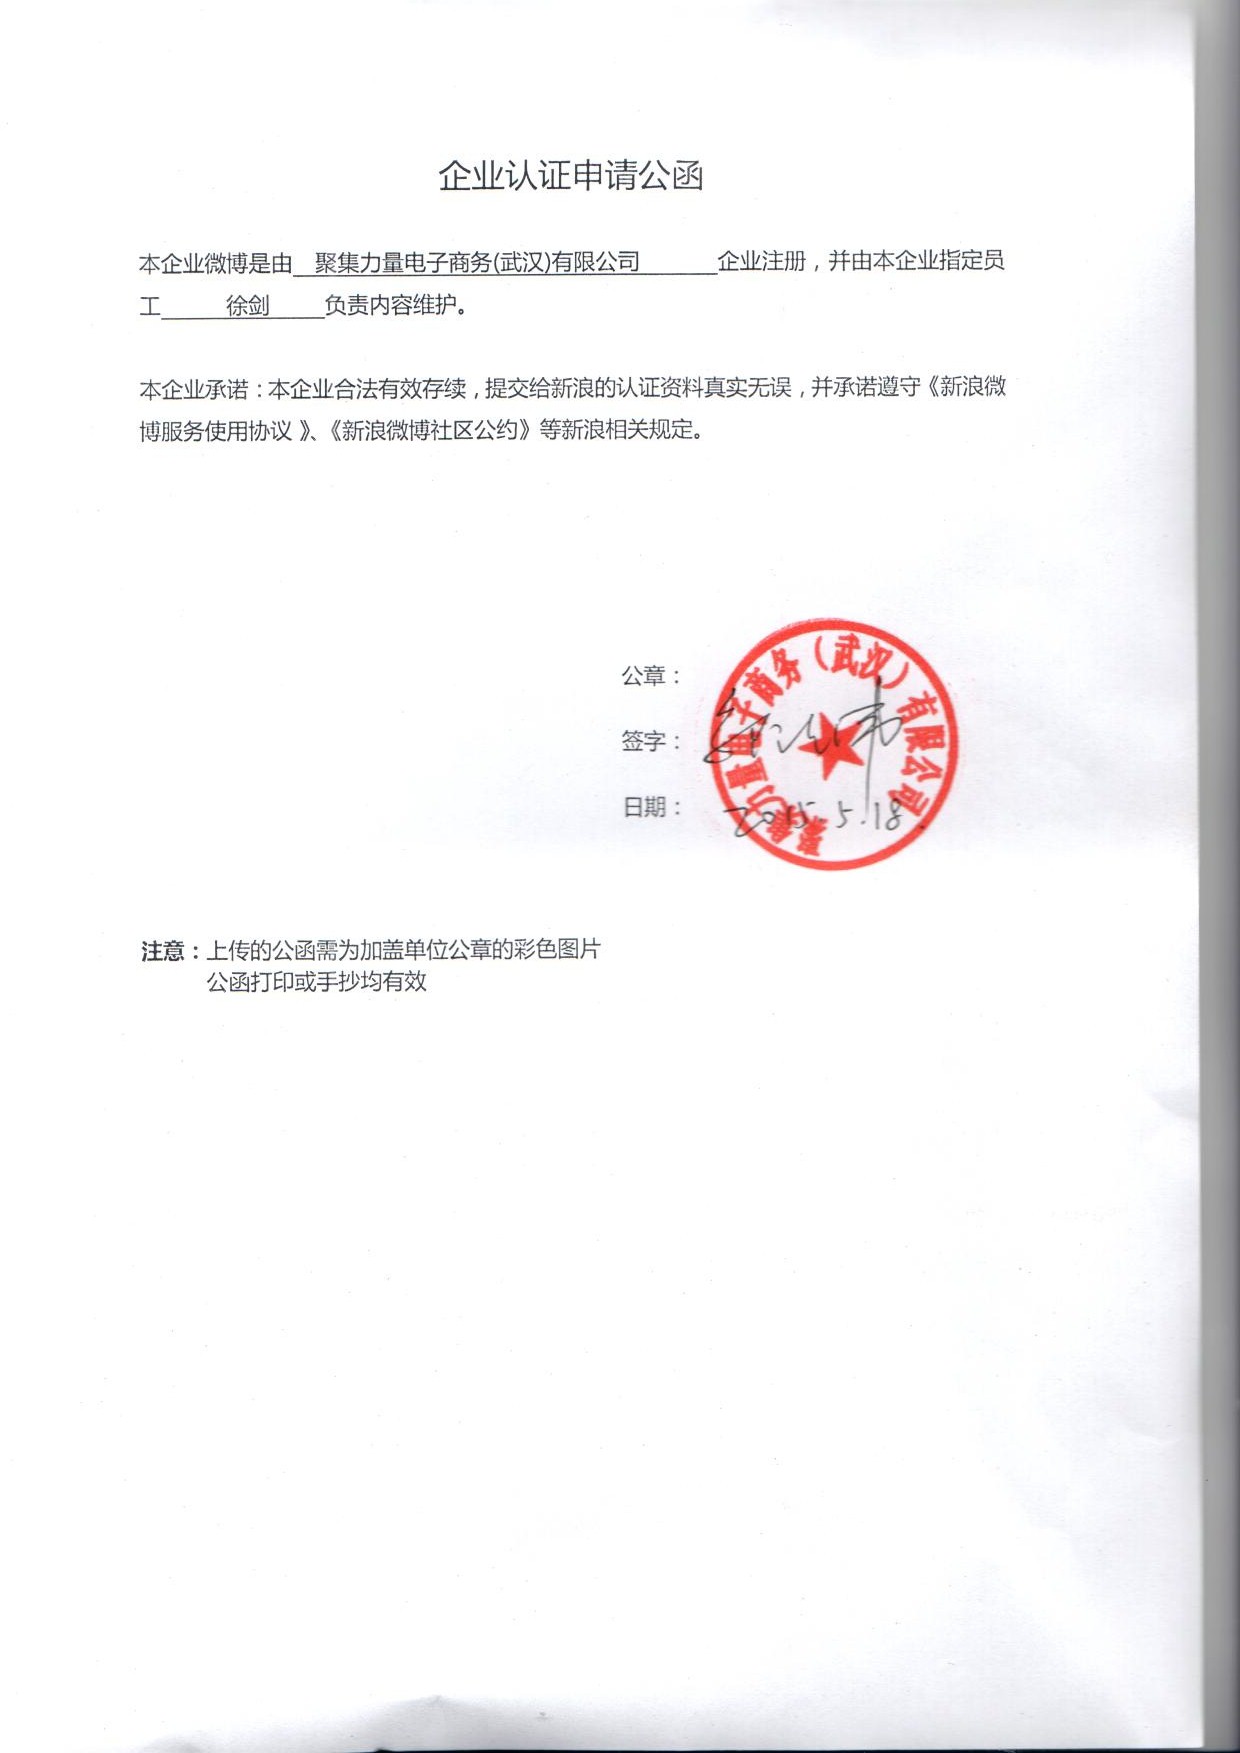 企业认证申请公函
本企业微博是由 聚集力量电子商务(武汉)有限公司 企业注册，并由本企业指定员
工 徐剑 负责内容维护。
本企业承诺：本企业合法有效存续，提交给新浪的认证资料真实无误，并承诺遵守《新浪微
博服务使用协议》、《新浪微博社区公约》等新浪相关规定。
公章：
聚集力量电子商务（武汉）有限公司
签字：
日期： 2015.5.18.
注意：上传的公函需为加盖单位公章的彩色图片
公函打印或手抄均有效